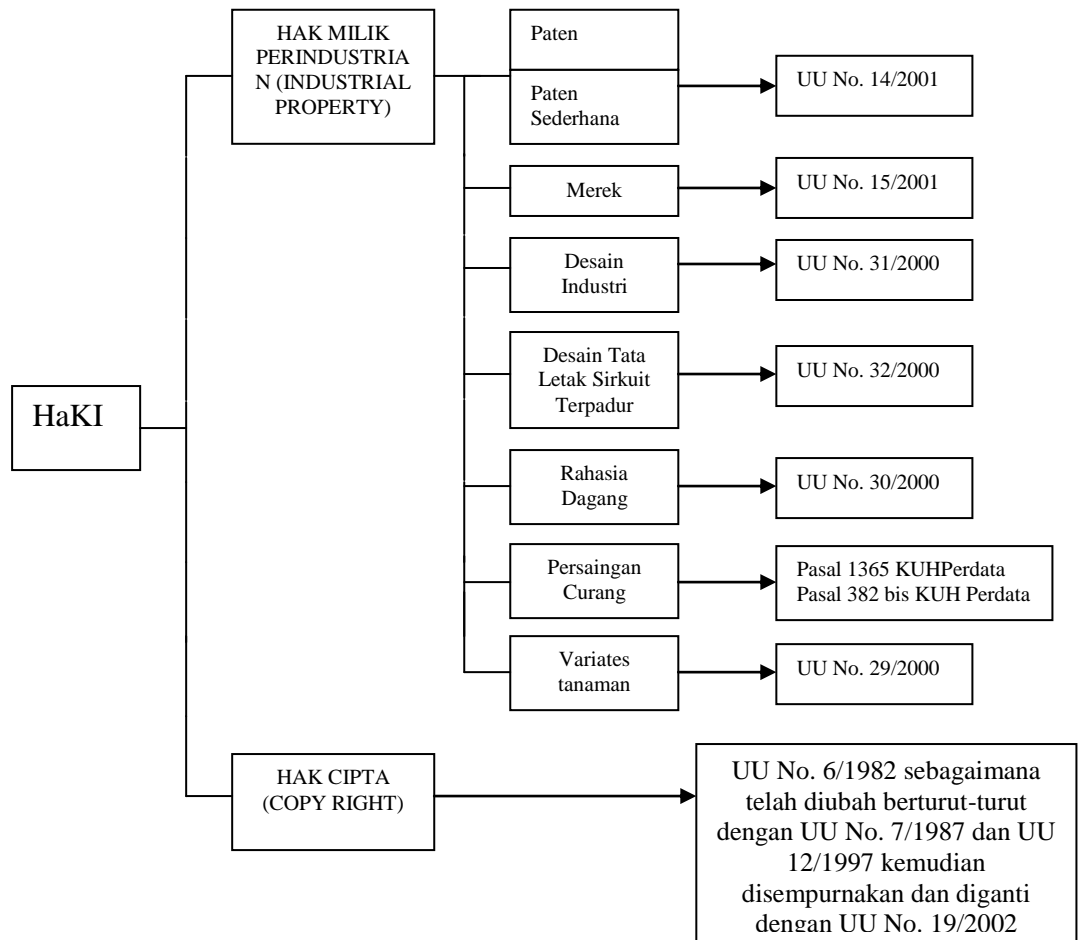 HAK MILIK
PERINDUSTRIA
N (INDUSTRIAL
PROPERTY)
Paten
Paten
Sederhana
UU No. 14/2001
Merek
UU No. 15/2001
Desain
Industri
UU No. 31/2000
Desain Tata
Letak Sirkuit
Terpadur
UU No. 32/2000
HaKI
Rahasia
Dagang
UU No. 30/2000
Persaingan
Curang
Pasal 1365 KUHPerdata
Pasal 382 bis KUH Perdata
Variates
tanaman
UU No. 29/2000
HAK CIPTA
(COPY RIGHT)
UU No. 6/1982 sebagaimana
telah diubah berturut-turut
dengan UU No. 7/1987 dan UU
12/1997 kemudian
disempurnakan dan diganti
dengan UU No. 19/2002